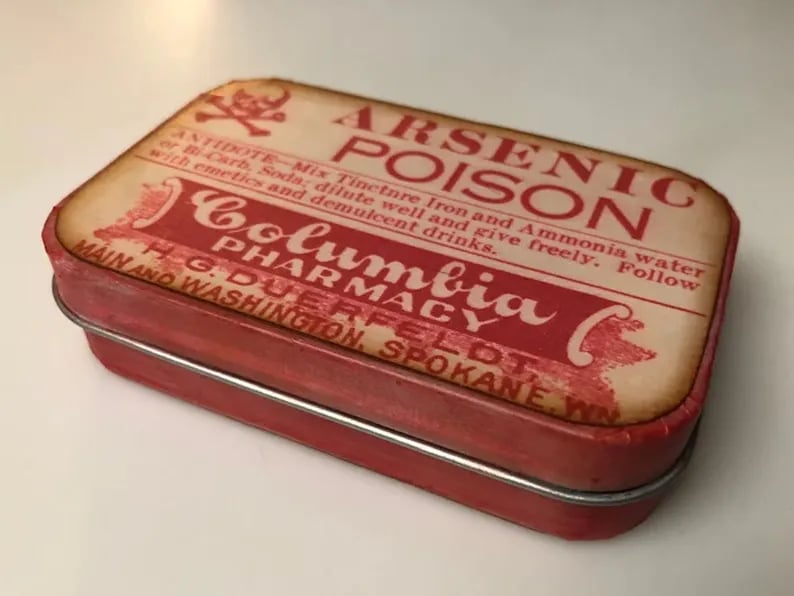 ARSENIC
POISON
ANTIDOTE—Mix Tincture Iron and Ammonia water
or Bi-Carb. Soda, dilute well and give freely. Follow
with emetics and demulcent drinks.
Columbia
PHARMACY
H. G. DUERFELDT,
MAIN AND WASHINGTON, SPOKANE, WN